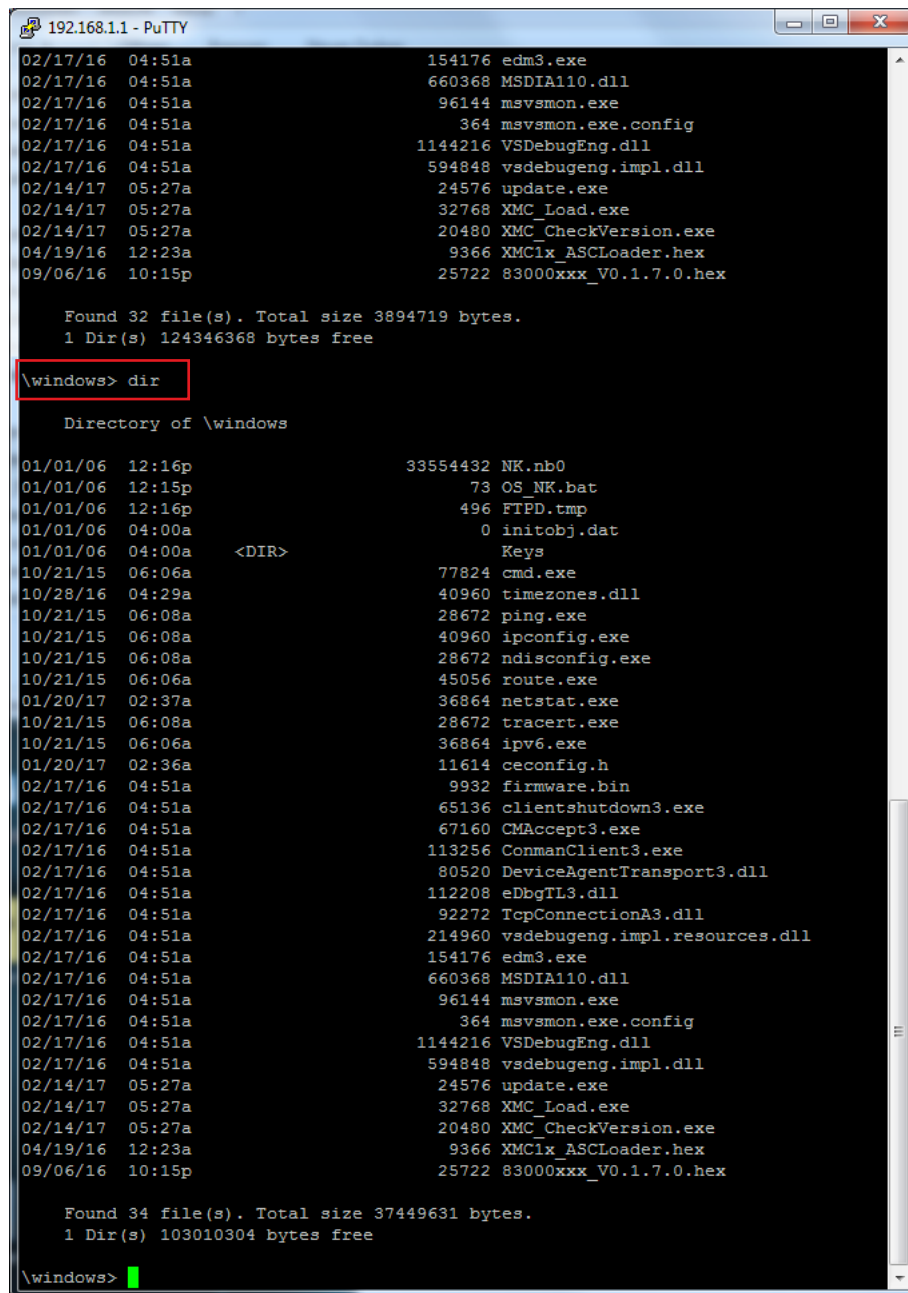 192.168.1.1 - PuTTY
02/17/16 04:51a 154176 edm3.exe
02/17/16 04:51a 660368 MSDIA110.dll
02/17/16 04:51a 96144 msvsmon.exe
02/17/16 04:51a 364 msvsmon.exe.config
02/17/16 04:51a 1144216 VSDebugEng.dll
02/17/16 04:51a 594848 vsdebugeng.impl.dll
02/14/17 05:27a 24576 update.exe
02/14/17 05:27a 32768 XMC_Load.exe
02/14/17 05:27a 20480 XMC_CheckVersion.exe
04/19/16 12:23a 9366 XMC1x_ASCLoader.hex
09/06/16 10:15p 25722 83000xxx_V0.1.7.0.hex
Found 32 file(s). Total size 3894719 bytes.
1 Dir(s) 124346368 bytes free
\windows> dir
Directory of \windows
01/01/06 12:16p 33554432 NK.nb0
01/01/06 12:15p 73 OS_NK.bat
01/01/06 12:16p 496 FTPD.tmp
01/01/06 04:00a 0 initobj.dat
01/01/06 04:00a <DIR> Keys
10/21/15 06:06a 77824 cmd.exe
10/28/16 04:29a 40960 timezones.dll
10/21/15 06:08a 28672 ping.exe
10/21/15 06:08a 40960 ipconfig.exe
10/21/15 06:08a 28672 ndisconfig.exe
10/21/15 06:06a 45056 route.exe
01/20/17 02:37a 36864 netstat.exe
10/21/15 06:08a 28672 tracert.exe
10/21/15 06:06a 36864 ipv6.exe
01/20/17 02:36a 11614 ceconfig.h
02/17/16 04:51a 9932 firmware.bin
02/17/16 04:51a 65136 clientshutdown3.exe
02/17/16 04:51a 67160 CMAccept3.exe
02/17/16 04:51a 113256 ConmanClient3.exe
02/17/16 04:51a 80520 DeviceAgentTransport3.dll
02/17/16 04:51a 112208 eDbgTL3.dll
02/17/16 04:51a 92272 TcpConnectionA3.dll
02/17/16 04:51a 214960 vsdebugeng.impl.resources.dll
02/17/16 04:51a 154176 edm3.exe
02/17/16 04:51a 660368 MSDIA110.dll
02/17/16 04:51a 96144 msvsmon.exe
02/17/16 04:51a 364 msvsmon.exe.config
02/17/16 04:51a 1144216 VSDebugEng.dll
02/17/16 04:51a 594848 vsdebugeng.impl.dll
02/14/17 05:27a 24576 update.exe
02/14/17 05:27a 32768 XMC_Load.exe
02/14/17 05:27a 20480 XMC_CheckVersion.exe
04/19/16 12:23a 9366 XMC1x_ASCLoader.hex
09/06/16 10:15p 25722 83000xxx_V0.1.7.0.hex
Found 34 file(s). Total size 37449631 bytes.
1 Dir(s) 103010304 bytes free
\windows>